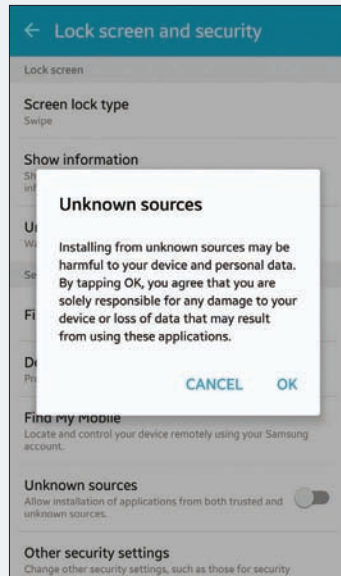 ← Lock screen and security
Lock screen
Screen lock type
Swipe
Show information
Sh
inf
Unknown sources
Installing from unknown sources may be
harmful to your device and personal data.
By tapping OK, you agree that you are
solely responsible for any damage to your
device or loss of data that may result
from using these applications.
CANCEL OK
Find My Mobile
Locate and control your device remotely using your Samsung
account.
Unknown sources
Allow installation of applications from both trusted and
unknown sources.
Other security settings
Change other security settings, such as those for security